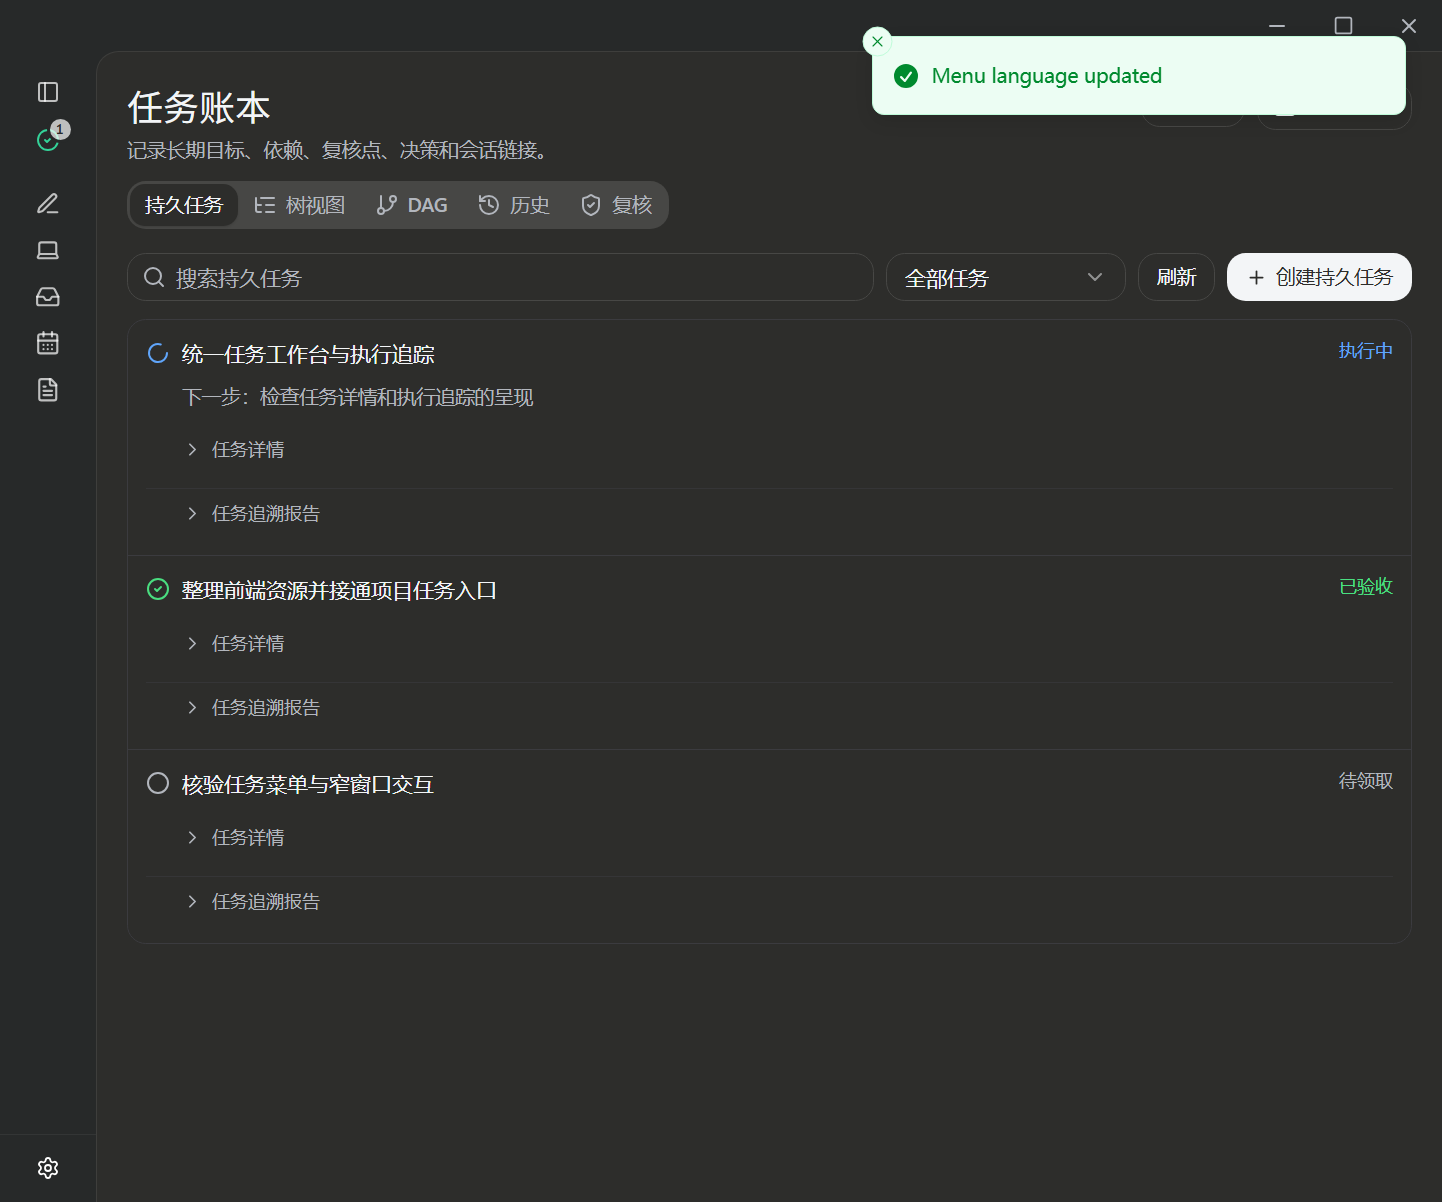 Menu language updated
1
任务账本
记录长期目标、依赖、复核点、决策和会话链接。
持久任务 树视图 DAG 历史 复核
搜索持久任务 全部任务 刷新 创建持久任务
统一任务工作台与执行追踪 执行中
下一步：检查任务详情和执行追踪的呈现
任务详情
任务追溯报告
整理前端资源并接通项目任务入口 已验收
任务详情
任务追溯报告
核验任务菜单与窄窗口交互 待领取
任务详情
任务追溯报告